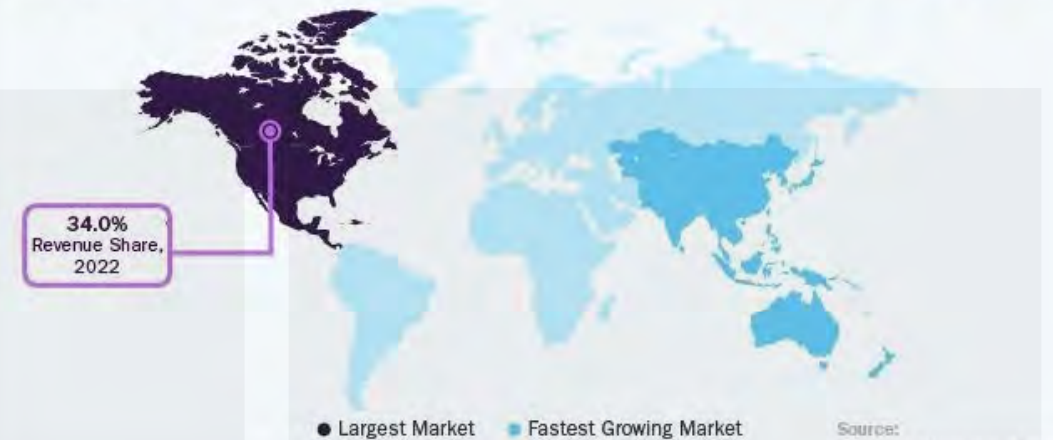 34.0%
Revenue Share,
2022
Largest Market
Fastest Growing Market
Source: